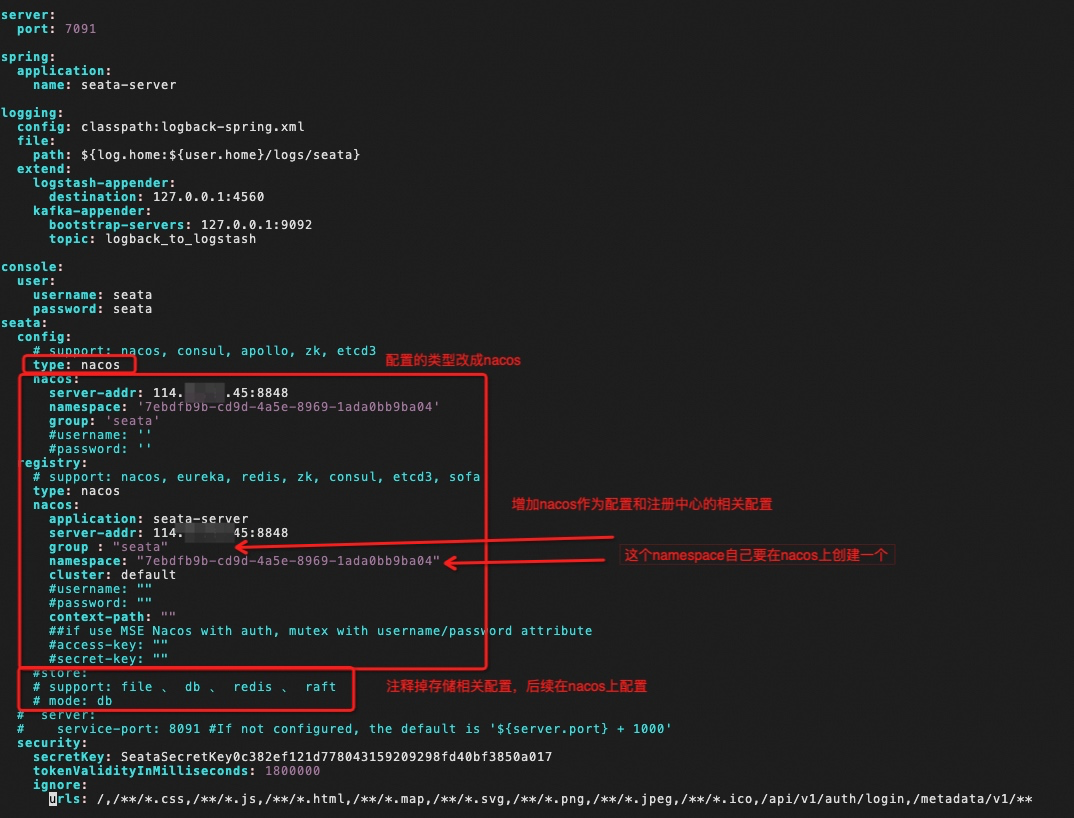 server:
  port: 7091

spring:
  application:
    name: seata-server

logging:
  config: classpath:logback-spring.xml
  file:
    path: ${log.home:${user.home}/logs/seata}
  extend:
    logstash-appender:
      destination: 127.0.0.1:4560
    kafka-appender:
      bootstrap-servers: 127.0.0.1:9092
      topic: logback_to_logstash

console:
  user:
    username: seata
    password: seata
seata:
  config:
    # support: nacos, consul, apollo, zk, etcd3
    type: nacos
配置的类型改成nacos
    nacos:
      server-addr: 114. .45:8848
      namespace: '7ebdfb9b-cd9d-4a5e-8969-1ada0bb9ba04'
      group: 'seata'
      #username: ''
      #password: ''
  registry:
    # support: nacos, eureka, redis, zk, consul, etcd3, sofa
    type: nacos
    nacos:
增加nacos作为配置和注册中心的相关配置
      application: seata-server
      server-addr: 114. 45:8848
      group : "seata"
      namespace: "7ebdfb9b-cd9d-4a5e-8969-1ada0bb9ba04"
这个namespace自己要在nacos上创建一个
      cluster: default
      #username: ""
      #password: ""
      context-path: ""
      ##if use MSE Nacos with auth, mutex with username/password attribute
      #access-key: ""
      #secret-key: ""
    #store:
    # support: file 、 db 、 redis 、 raft
注释掉存储相关配置，后续在nacos上配置
    # mode: db
  #  server:
  #    service-port: 8091 #If not configured, the default is '${server.port} + 1000'
  security:
    secretKey: SeataSecretKey0c382ef121d778043159209298fd40bf3850a017
    tokenValidityInMilliseconds: 1800000
    ignore:
      urls: /,/**/*.css,/**/*.js,/**/*.html,/**/*.map,/**/*.svg,/**/*.png,/**/*.jpeg,/**/*.ico,/api/v1/auth/login,/metadata/v1/**